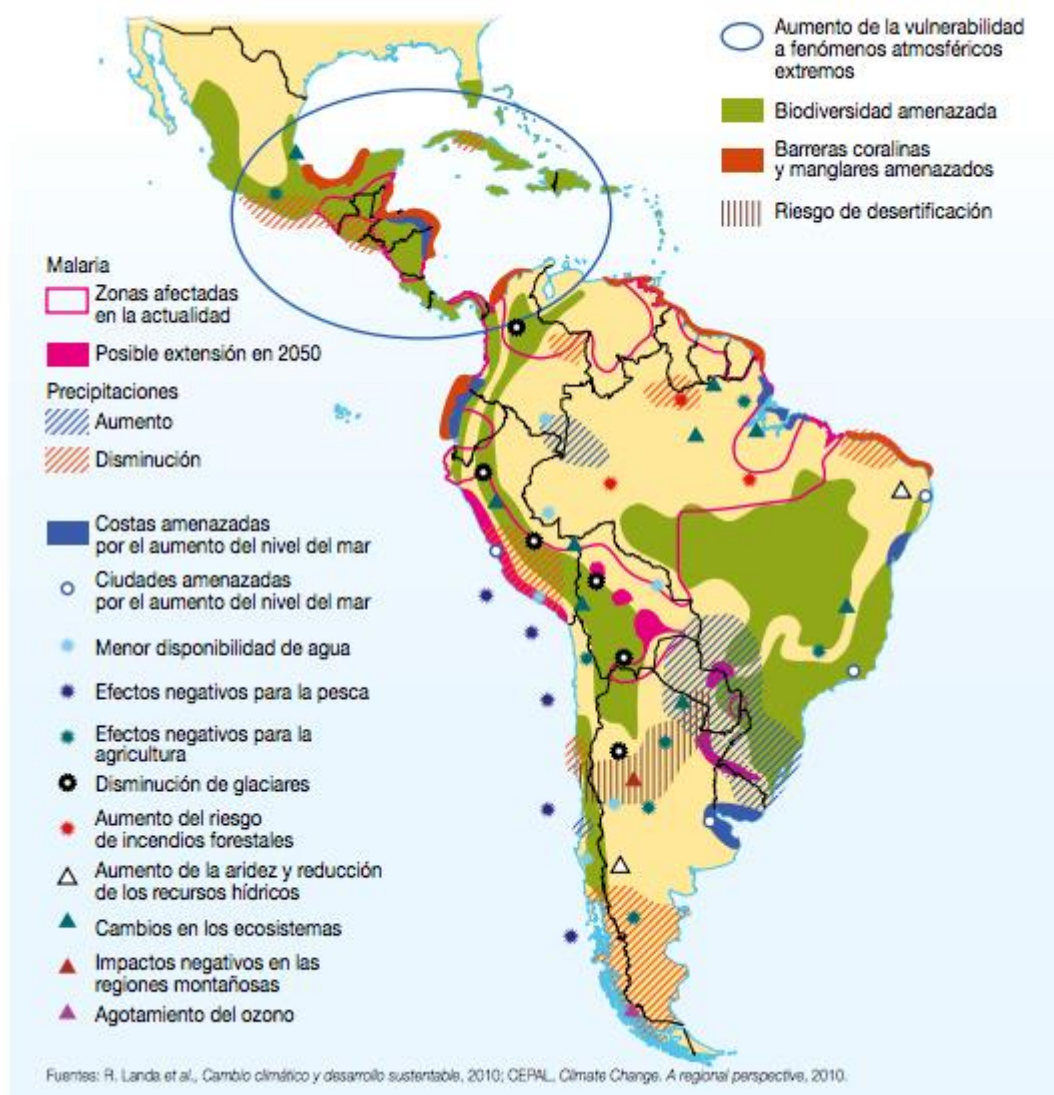 Aumento de la vulnerabilidad
a fenómenos atmosféricos
extremos
Biodiversidad amenazada
Barreras coralinas
y manglares amenazados
Riesgo de desertificación
Malaria
Zonas afectadas
en la actualidad
Posible extensión en 2050
Precipitaciones
Aumento
Disminución
Costas amenazadas
por el aumento del nivel del mar
Ciudades amenazadas
por el aumento del nivel del mar
Menor disponibilidad de agua
Efectos negativos para la pesca
Efectos negativos para la
agricultura
Disminución de glaciares
Aumento del riesgo
de incendios forestales
Aumento de la aridez y reducción
de los recursos hídricos
Cambios en los ecosistemas
Impactos negativos en las
regiones montañosas
Agotamiento del ozono
Fuentes: R. Landa et al., Cambio climático y desarrollo sustentable, 2010; CEPAL, Climate Change. A regional perspective, 2010.